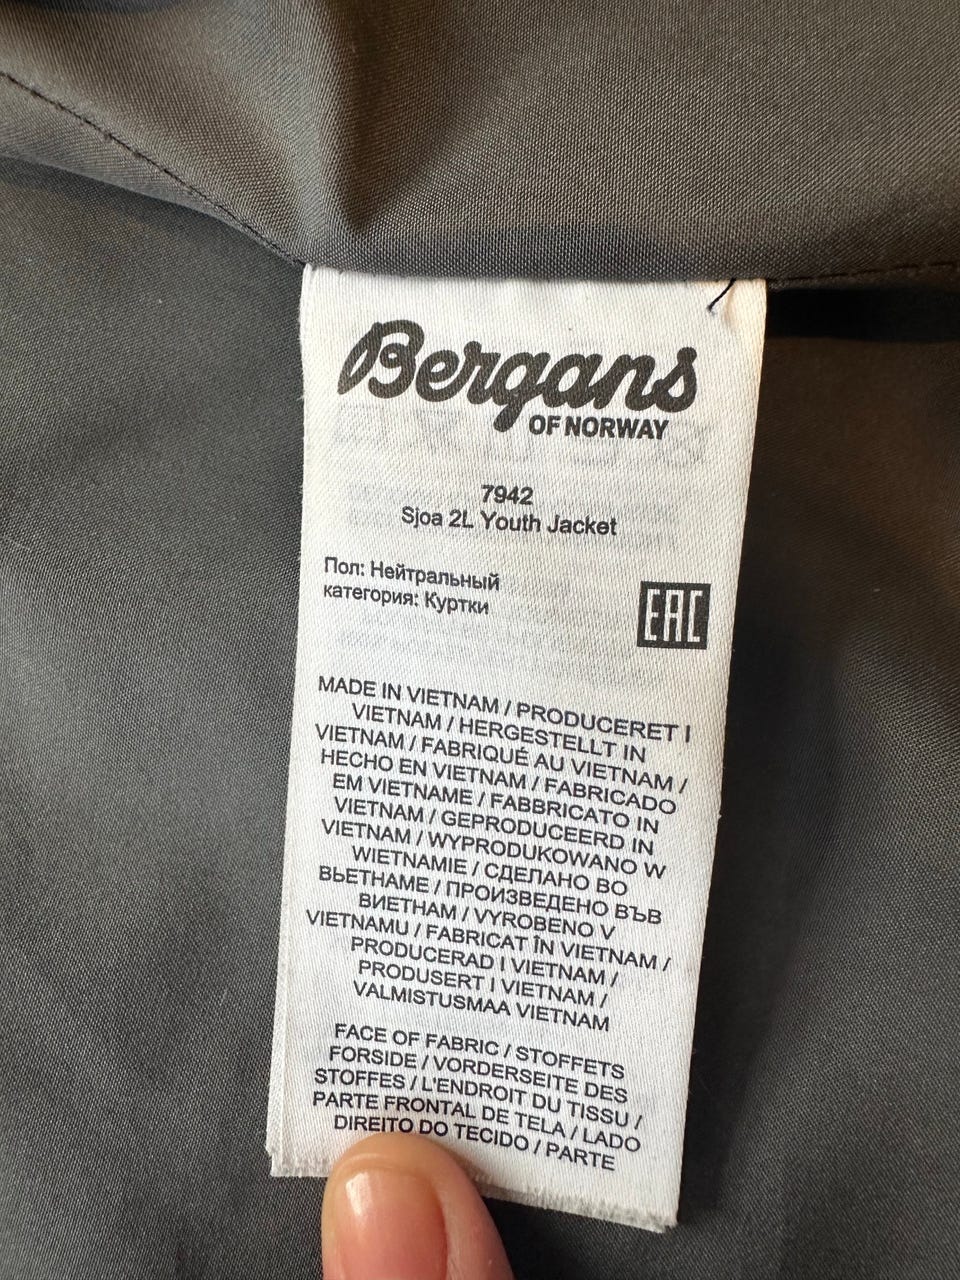 Bergans
OF NORWAY
7942
Sjoa 2L Youth Jacket
Пол: Нейтральный
категория: Куртки
EAC
MADE IN VIETNAM / PRODUCERET I
VIETNAM / HERGESTELLT IN
VIETNAM / FABRIQUÉ AU VIETNAM /
HECHO EN VIETNAM / FABRICADO
EM VIETNAME / FABBRICATO IN
VIETNAM / GEPRODUCEERD IN
VIETNAM / WYPRODUKOWANO W
WIETNAMIE / СДЕЛАНО ВО
ВЬЕТНАМЕ / ПРОИЗВЕДЕНО ВЪВ
ВИЕТНАМ / VYROBENO V
VIETNAMU / FABRICAT ÎN VIETNAM /
PRODUCERAD I VIETNAM /
PRODUSERT I VIETNAM /
VALMISTUSMAA VIETNAM
FACE OF FABRIC / STOFFETS
FORSIDE / VORDERSEITE DES
STOFFES / L'ENDROIT DU TISSU /
PARTE FRONTAL DE TELA / LADO
DIREITO DO TECIDO / PARTE